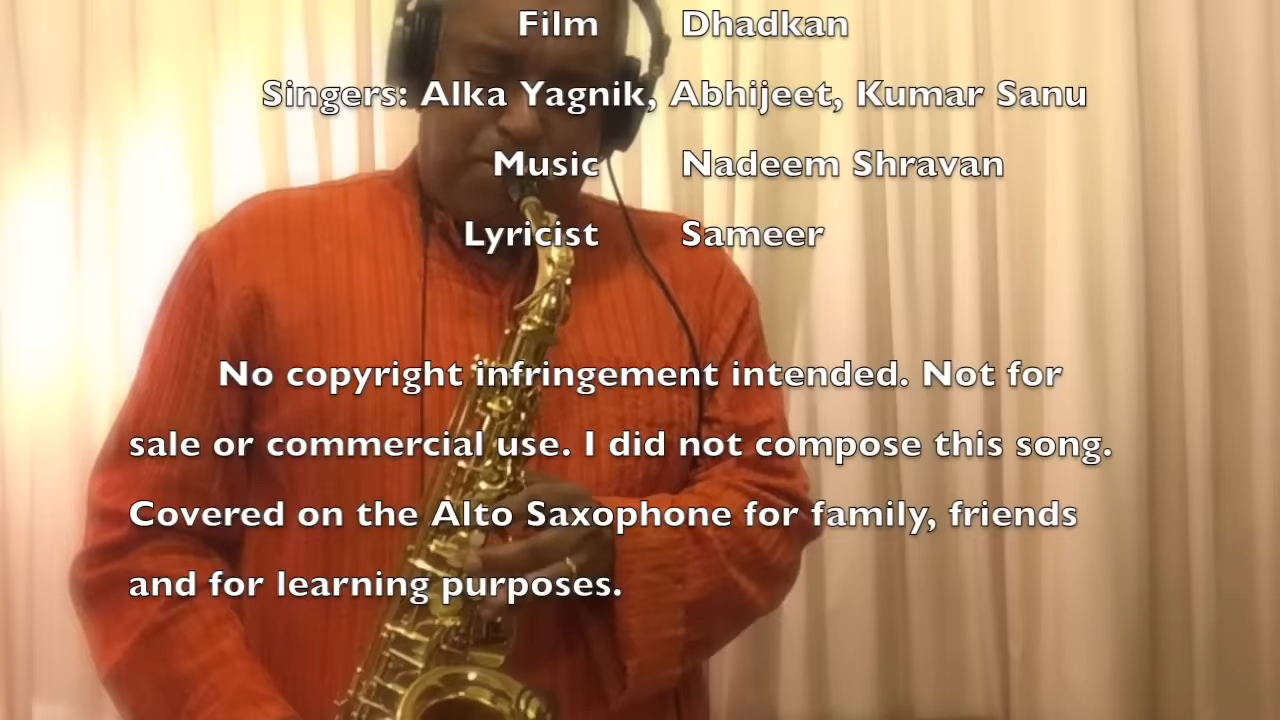 Film Dhadkan
Singers: Alka Yagnik, Abhijeet, Kumar Sanu
Music Nadeem Shravan
Lyricist Sameer
No copyright infringement intended. Not for
sale or commercial use. I did not compose this song.
Covered on the Alto Saxophone for family, friends
and for learning purposes.